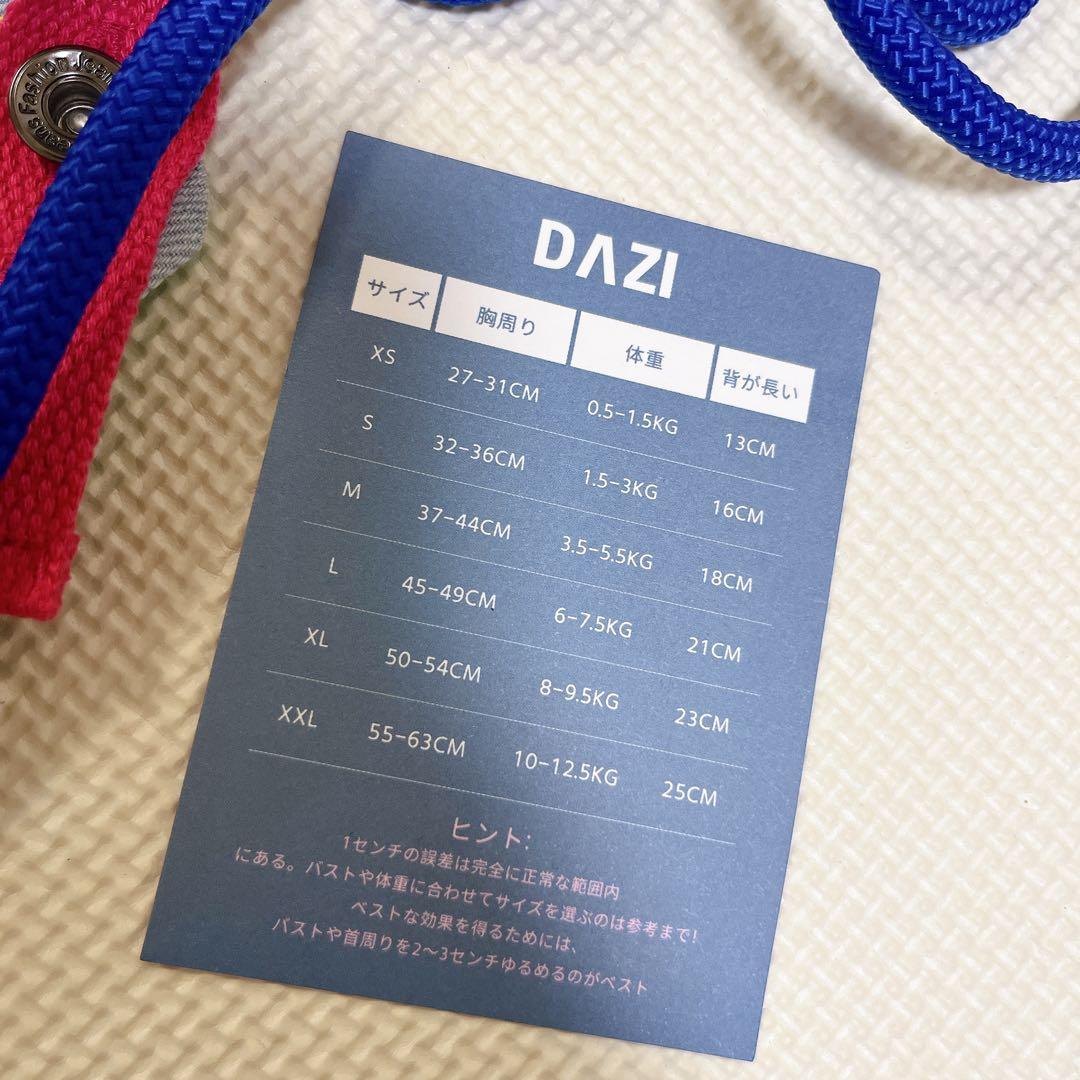 Fashion Jeans
DAZI
サイズ 胸周り 体重 背が長い
XS 27-31CM 0.5-1.5KG 13CM
S 32-36CM 1.5-3KG 16CM
M 37-44CM 3.5-5.5KG 18CM
L 45-49CM 6-7.5KG 21CM
XL 50-54CM 8-9.5KG 23CM
XXL 55-63CM 10-12.5KG 25CM
ヒント:
1センチの誤差は完全に正常な範囲内
にある。バストや体重に合わせてサイズを選ぶのは参考まで!
ベストな効果を得るためには、
バストや首周りを2〜3センチゆるめるのがベスト